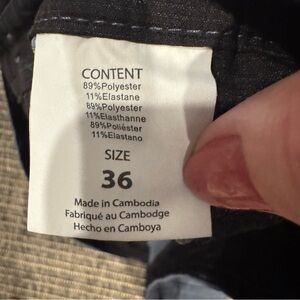 CONTENT
89%Polyester
11%Elastane
89%Polyester
11%Elasthanne
89%Poliéster
11%Elastano
SIZE
36
Made in Cambodia
Fabriqué au Cambodge
Hecho en Camboya